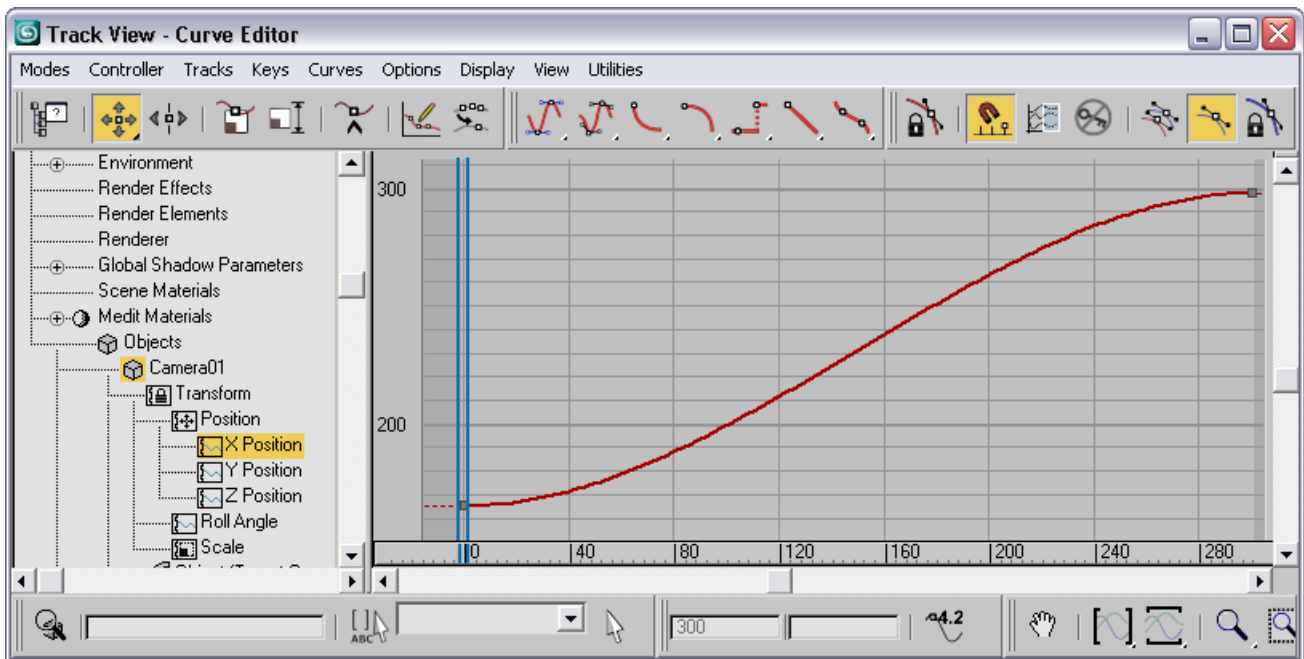 Track View - Curve Editor
Modes Controller Tracks Keys Curves Options Display View Utilities
?
Environment
Render Effects
Render Elements
Renderer
Global Shadow Parameters
Scene Materials
Medit Materials
Objects
Camera01
Transform
Position
X Position
Y Position
Z Position
Roll Angle
Scale
300
200
0 40 80 120 160 200 240 280
[ ] ABC
300
4.2